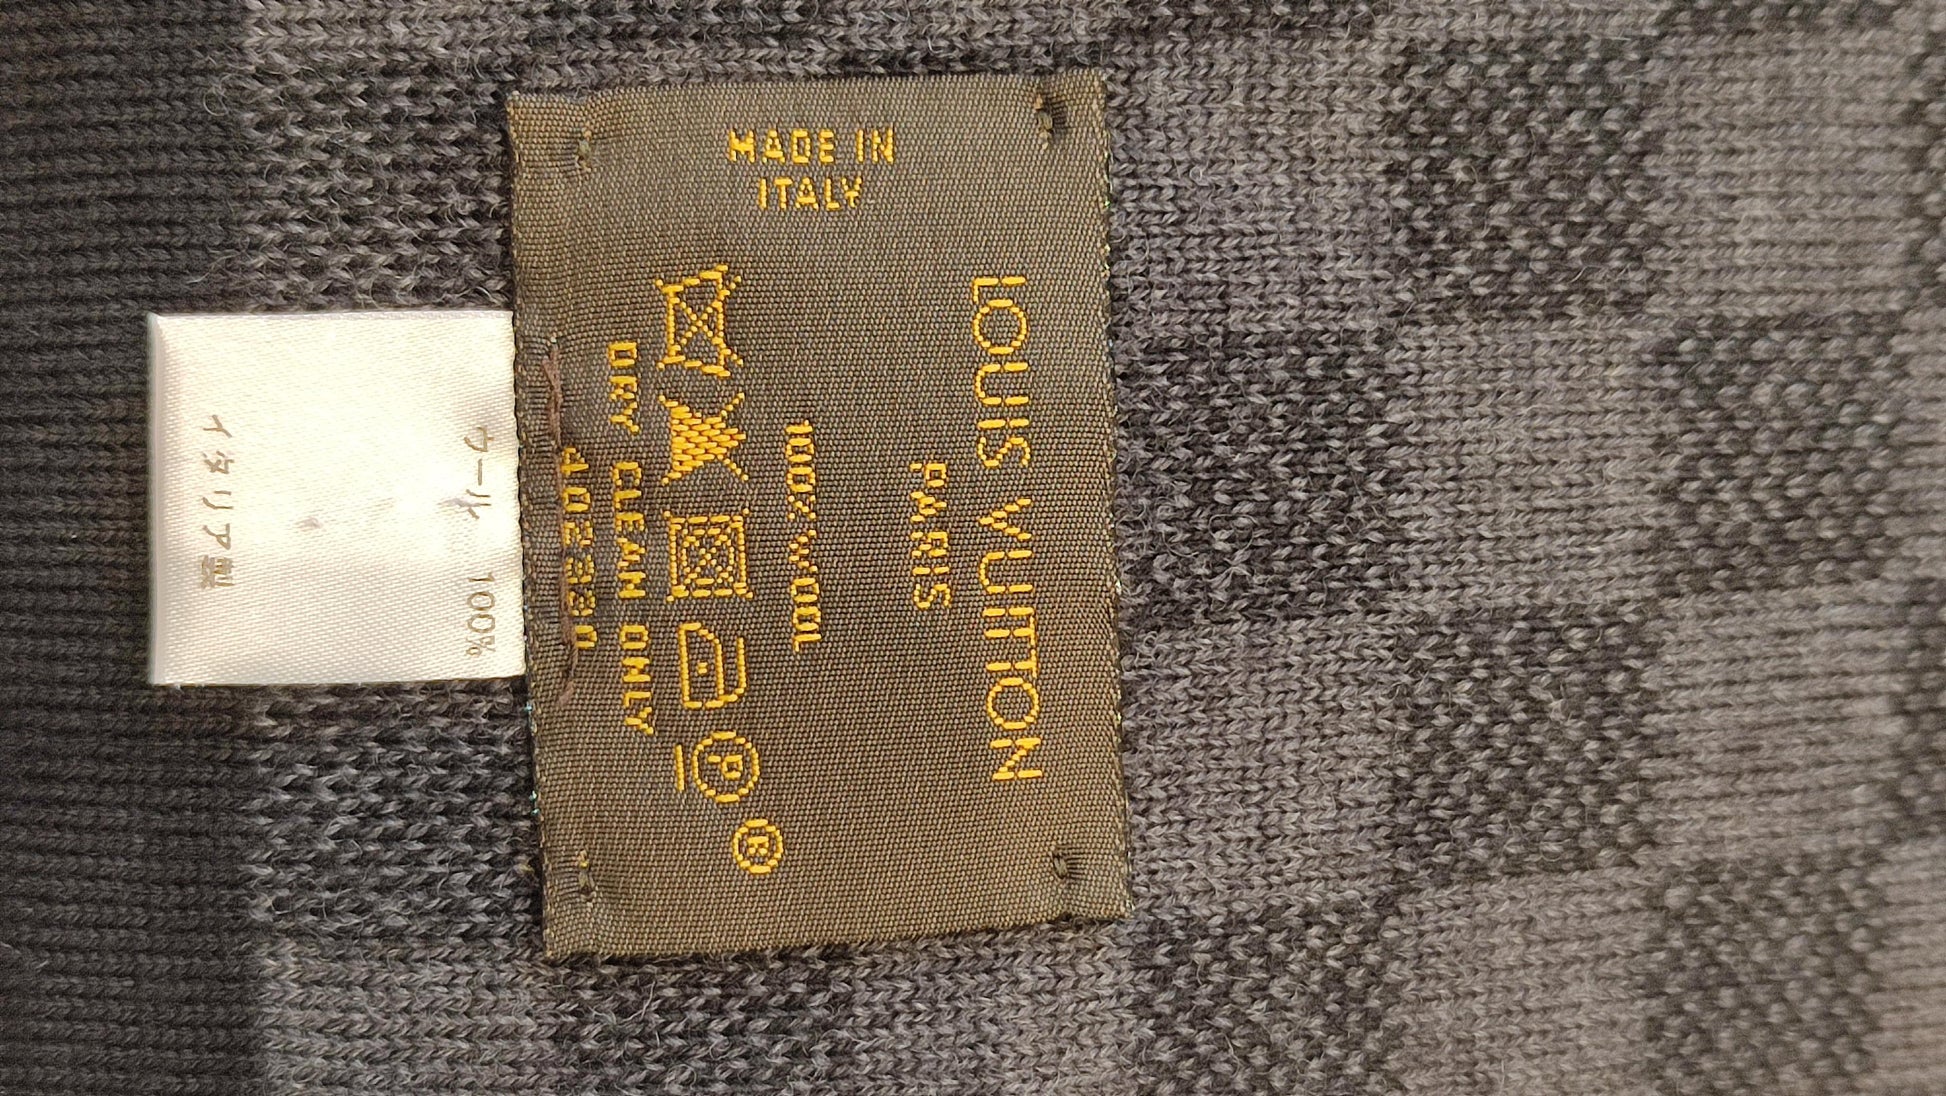 LOUIS VUITTON
PARIS
100% WOOL
P
®
DRY CLEAN ONLY
MADE IN
ITALY
ウール 100%
イタリア製